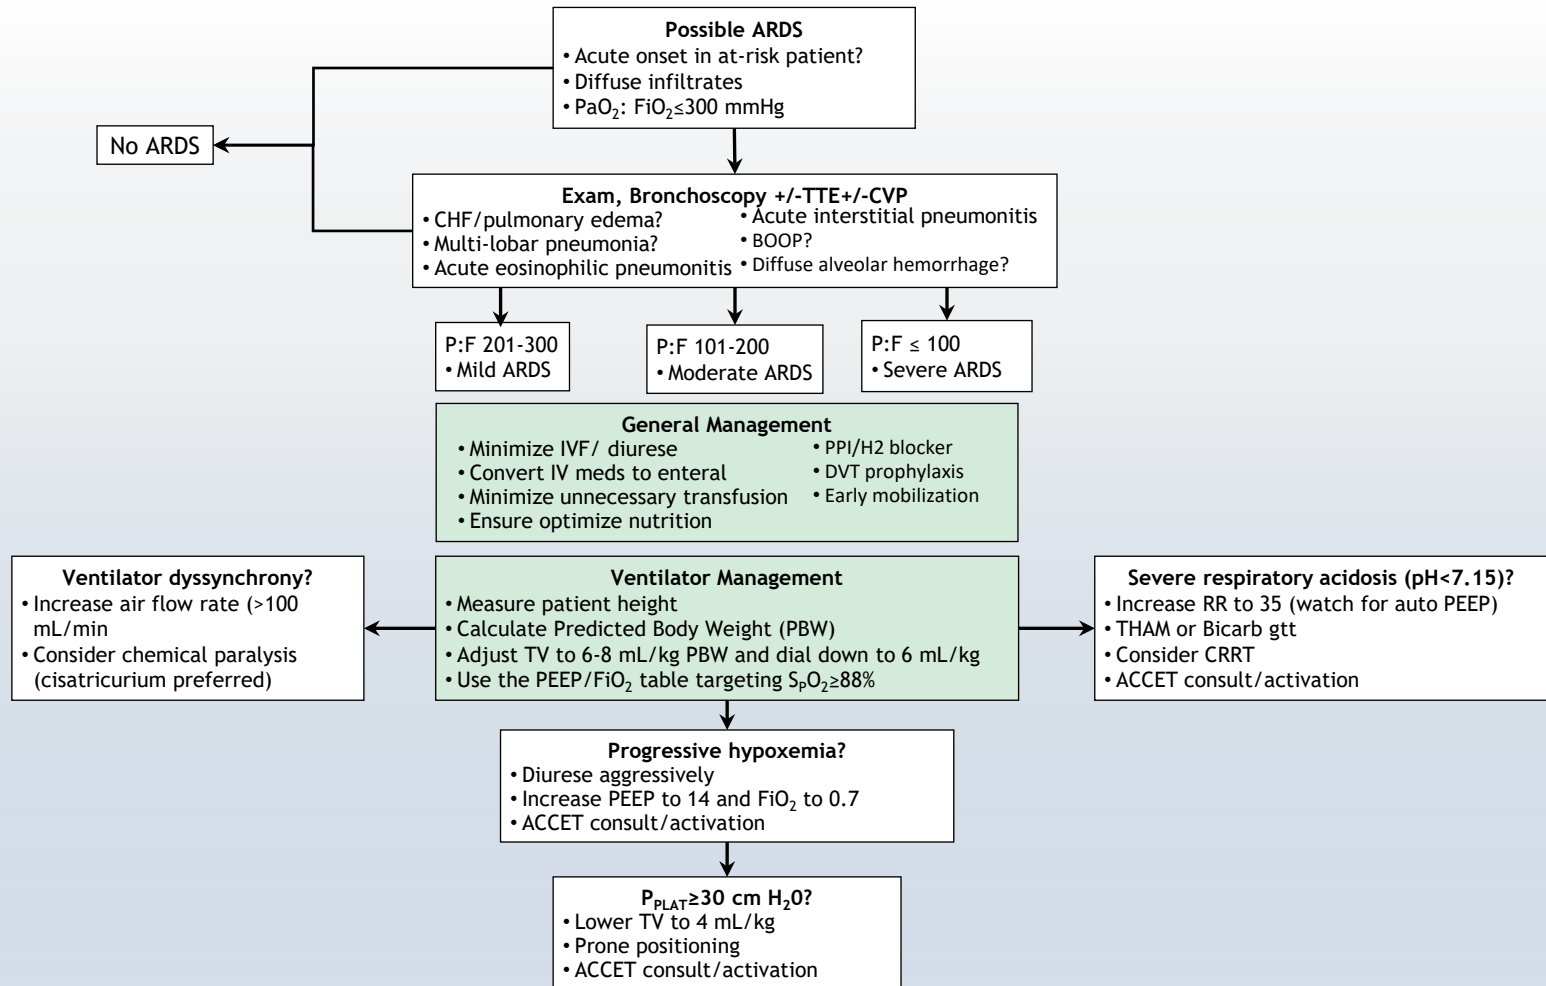 Possible ARDS
• Acute onset in at-risk patient?
• Diffuse infiltrates
• PaO₂: FiO₂≤300 mmHg
No ARDS
Exam, Bronchoscopy +/-TTE+/-CVP
• CHF/pulmonary edema?
• Multi-lobar pneumonia?
• Acute eosinophilic pneumonitis
• Acute interstitial pneumonitis
• BOOP?
• Diffuse alveolar hemorrhage?
P:F 201-300
• Mild ARDS
P:F 101-200
• Moderate ARDS
P:F ≤ 100
• Severe ARDS
General Management
• Minimize IVF/ diurese
• Convert IV meds to enteral
• Minimize unnecessary transfusion
• Ensure optimize nutrition
• PPI/H2 blocker
• DVT prophylaxis
• Early mobilization
Ventilator dyssynchrony?
• Increase air flow rate (>100
mL/min
• Consider chemical paralysis
(cisatricurium preferred)
Ventilator Management
• Measure patient height
• Calculate Predicted Body Weight (PBW)
• Adjust TV to 6-8 mL/kg PBW and dial down to 6 mL/kg
• Use the PEEP/FiO₂ table targeting SₚO₂≥88%
Severe respiratory acidosis (pH<7.15)?
• Increase RR to 35 (watch for auto PEEP)
• THAM or Bicarb gtt
• Consider CRRT
• ACCET consult/activation
Progressive hypoxemia?
• Diurese aggressively
• Increase PEEP to 14 and FiO₂ to 0.7
• ACCET consult/activation
P_PLAT≥30 cm H₂0?
• Lower TV to 4 mL/kg
• Prone positioning
• ACCET consult/activation